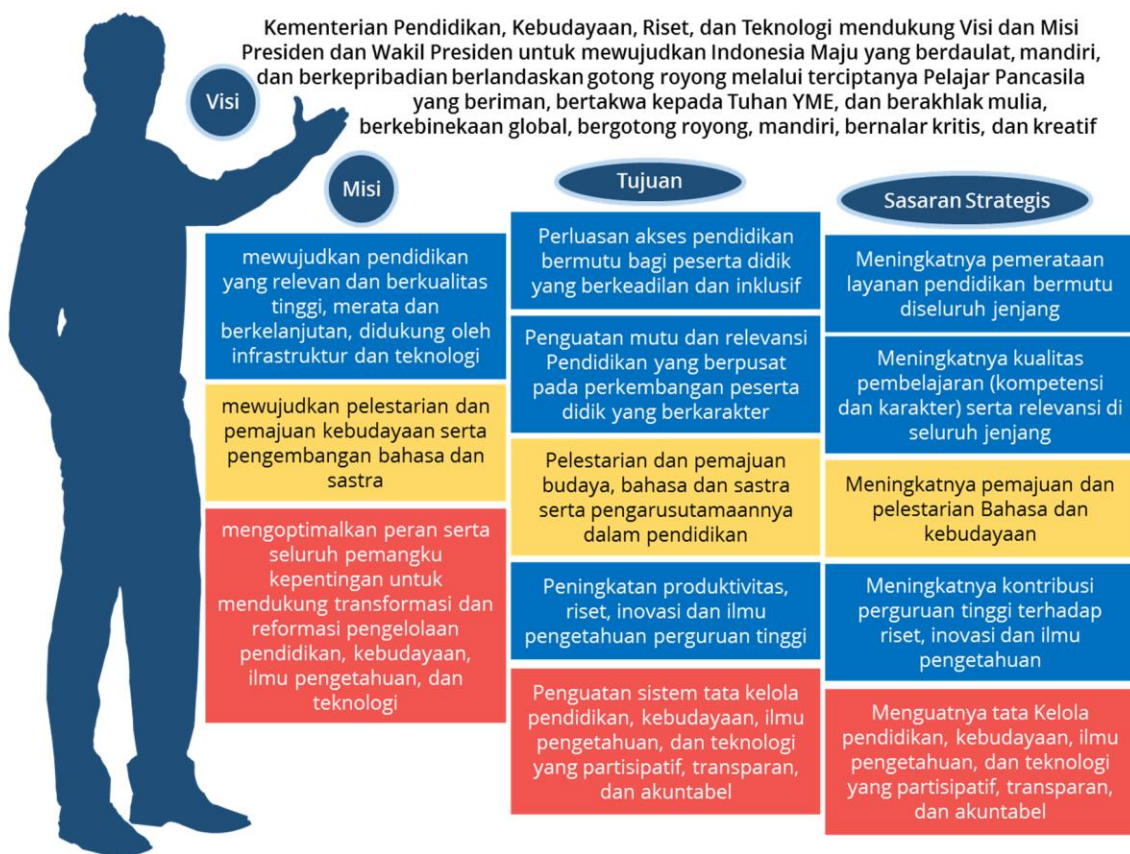 Kementerian Pendidikan, Kebudayaan, Riset, dan Teknologi mendukung Visi dan Misi
Presiden dan Wakil Presiden untuk mewujudkan Indonesia Maju yang berdaulat, mandiri,
dan berkepribadian berlandaskan gotong royong melalui terciptanya Pelajar Pancasila
yang beriman, bertakwa kepada Tuhan YME, dan berakhlak mulia,
berkebinekaan global, bergotong royong, mandiri, bernalar kritis, dan kreatif
Visi
Misi
mewujudkan pendidikan
yang relevan dan berkualitas
tinggi, merata dan
berkelanjutan, didukung oleh
infrastruktur dan teknologi
mewujudkan pelestarian dan
pemajuan kebudayaan serta
pengembangan bahasa dan
sastra
mengoptimalkan peran serta
seluruh pemangku
kepentingan untuk
mendukung transformasi dan
reformasi pengelolaan
pendidikan, kebudayaan,
ilmu pengetahuan, dan
teknologi
Tujuan
Perluasan akses pendidikan
bermutu bagi peserta didik
yang berkeadilan dan inklusif
Penguatan mutu dan relevansi
Pendidikan yang berpusat
pada perkembangan peserta
didik yang berkarakter
Pelestarian dan pemajuan
budaya, bahasa dan sastra
serta pengarusutamaannya
dalam pendidikan
Peningkatan produktivitas,
riset, inovasi dan ilmu
pengetahuan perguruan tinggi
Penguatan sistem tata kelola
pendidikan, kebudayaan, ilmu
pengetahuan, dan teknologi
yang partisipatif, transparan,
dan akuntabel
Sasaran Strategis
Meningkatnya pemerataan
layanan pendidikan bermutu
diseluruh jenjang
Meningkatnya kualitas
pembelajaran (kompetensi
dan karakter) serta relevansi di
seluruh jenjang
Meningkatnya pemajuan dan
pelestarian Bahasa dan
kebudayaan
Meningkatnya kontribusi
perguruan tinggi terhadap
riset, inovasi dan ilmu
pengetahuan
Menguatnya tata Kelola
pendidikan, kebudayaan, ilmu
pengetahuan, dan teknologi
yang partisipatif, transparan,
dan akuntabel